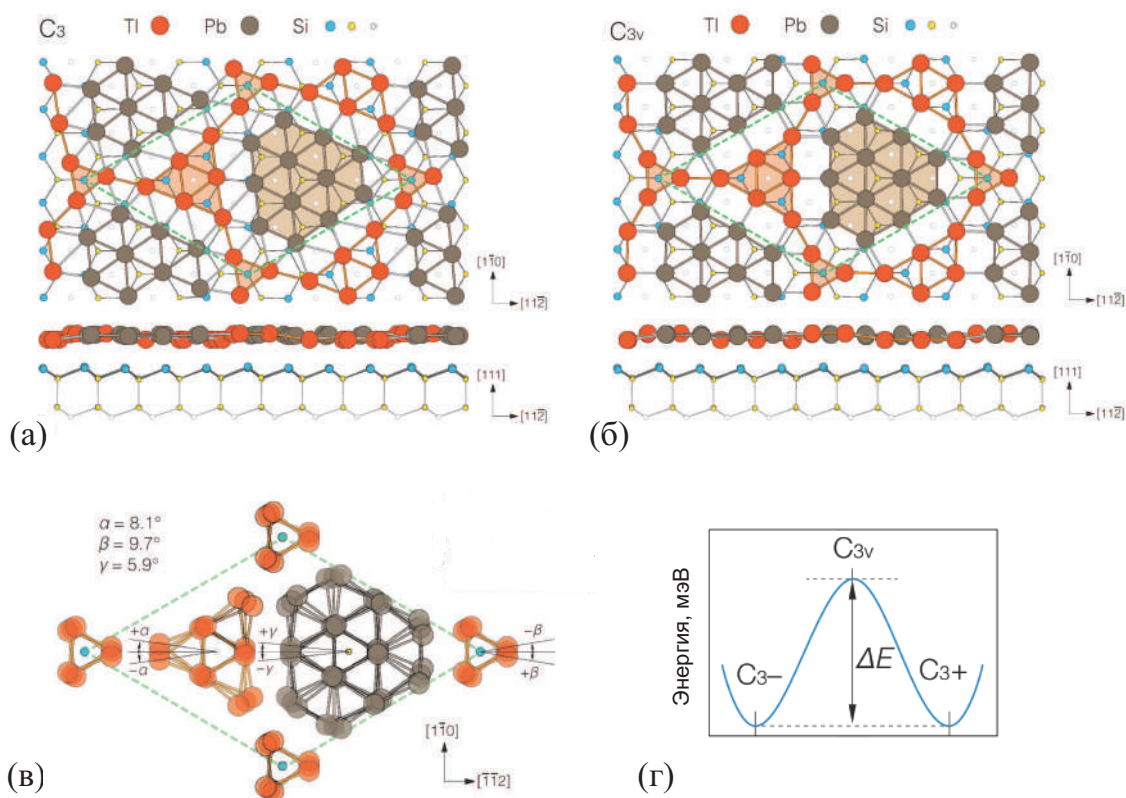 C3 Tl Pb Si
[11̄0]
[112̄]
[111]
[112̄]
(а)
C3v Tl Pb Si
[11̄0]
[112̄]
[111]
[112̄]
(б)
α = 8.1°
β = 9.7°
γ = 5.9°
+α +γ −β
−α −γ +β
[11̄0]
[1̄1̄2]
(в)
Энергия, мэВ
C3v
ΔE
C3− C3+
(г)